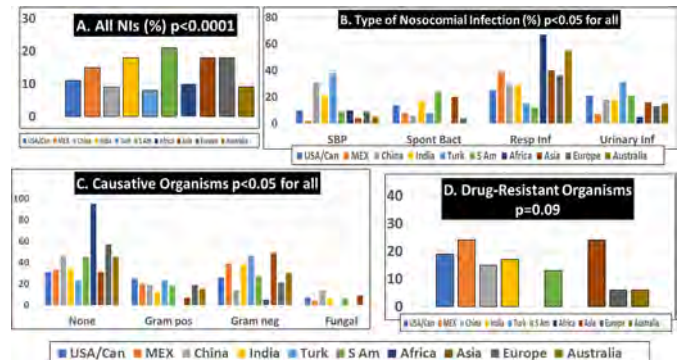 A. All NIs (%) p<0.0001
30
20
10
0
USA/Can MEX China India Turk S Am Africa Asia Europe Australia
B. Type of Nosocomial Infection (%) p<0.05 for all
80
60
40
20
0
SBP Spont Bact Resp Inf Urinary Inf
USA/Can MEX China India Turk S Am Africa Asia Europe Australia
C. Causative Organisms p<0.05 for all
100
80
60
40
20
0
None Gram pos Gram neg Fungal
D. Drug-Resistant Organisms
p=0.09
40
30
20
10
0
USA/Can MEX China India Turk S Am Africa Asia Europe Australia
USA/Can MEX China India Turk S Am Africa Asia Europe Australia